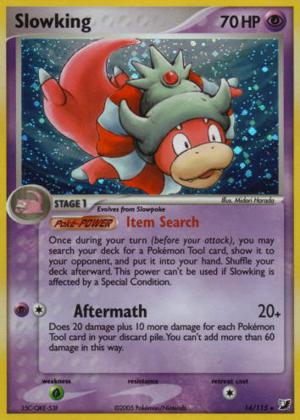 Slowking
70 HP
Illus. Midori Harada
STAGE 1
Evolves from Slowpoke
Poké-POWER Item Search
Once during your turn (before your attack), you may
search your deck for a Pokémon Tool card, show it to
your opponent, and put it into your hand. Shuffle your
deck afterward. This power can't be used if Slowking is
affected by a Special Condition.
Aftermath 20+
Does 20 damage plus 10 more damage for each Pokémon
Tool card in your discard pile. You can't add more than 60
damage in this way.
weakness resistance retreat cost
©2005 Pokémon/Nintendo
14/115